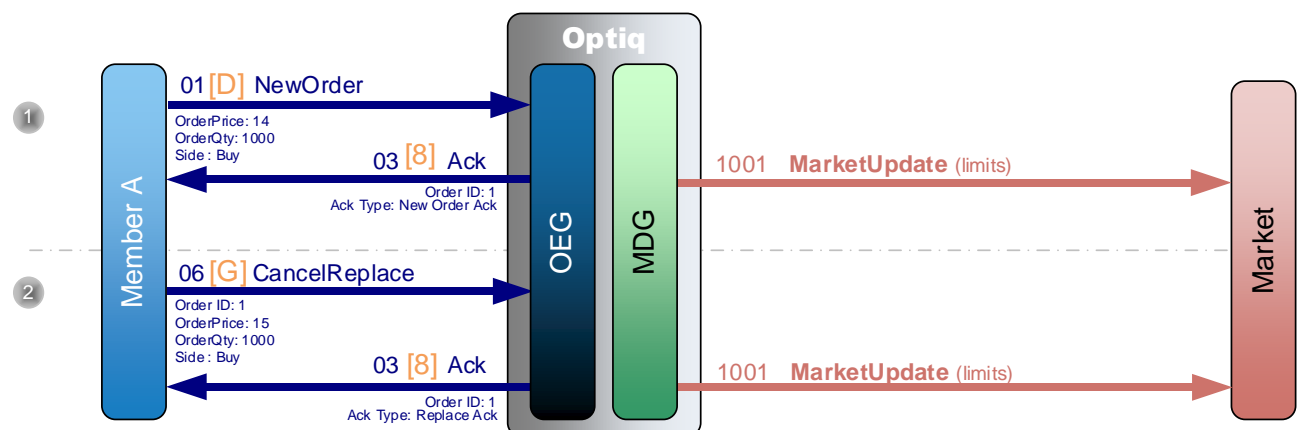 Optiq
1
Member A
01 [D] NewOrder
OrderPrice: 14
OrderQty: 1000
Side : Buy
03 [8] Ack
Order ID: 1
Ack Type: New Order Ack
OEG
MDG
1001 MarketUpdate (limits)
Market
2
06 [G] CancelReplace
Order ID: 1
OrderPrice: 15
OrderQty: 1000
Side : Buy
03 [8] Ack
Order ID: 1
Ack Type: Replace Ack
1001 MarketUpdate (limits)